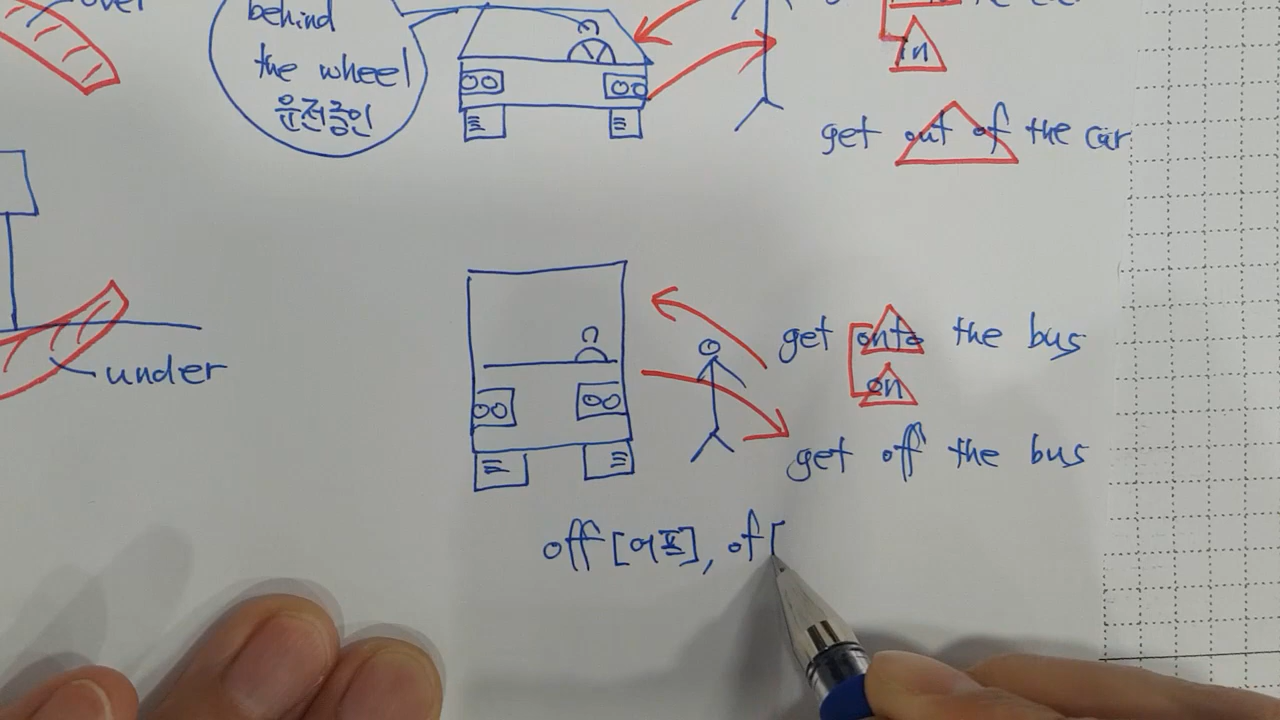 over
behind
the wheel
운전중인
in
get out of the car
under
get onto the bus
on
get off the bus
off[어프], of[